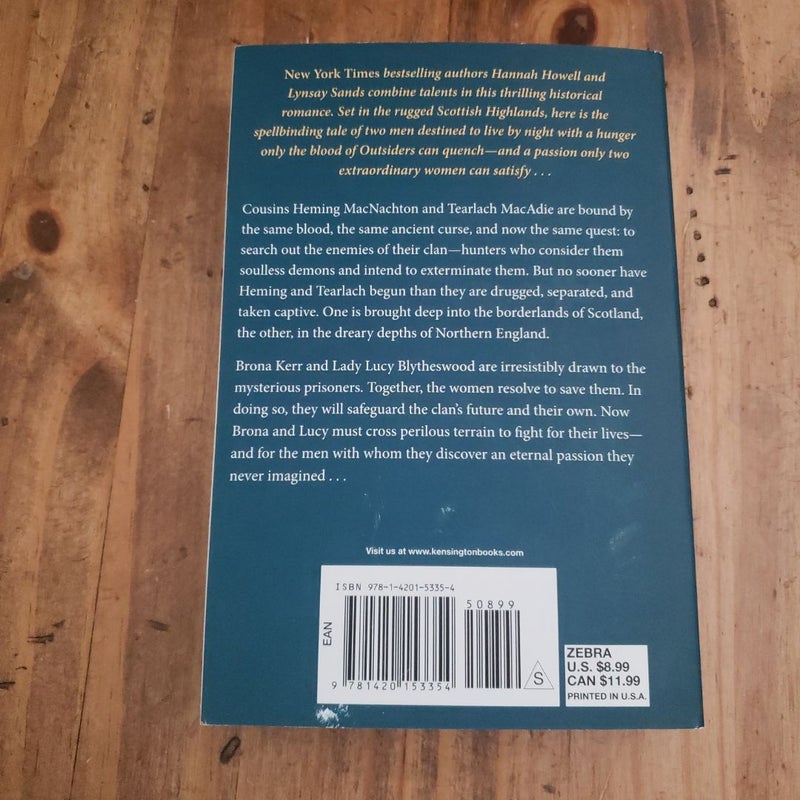 New York Times bestselling authors Hannah Howell and
Lynsay Sands combine talents in this thrilling historical
romance. Set in the rugged Scottish Highlands, here is the
spellbinding tale of two men destined to live by night with a hunger
only the blood of Outsiders can quench—and a passion only two
extraordinary women can satisfy . . .
Cousins Heming MacNachton and Tearlach MacAdie are bound by
the same blood, the same ancient curse, and now the same quest: to
search out the enemies of their clan—hunters who consider them
soulless demons and intend to exterminate them. But no sooner have
Heming and Tearlach begun than they are drugged, separated, and
taken captive. One is brought deep into the borderlands of Scotland,
the other, in the dreary depths of Northern England.
Brona Kerr and Lady Lucy Blytheswood are irresistibly drawn to the
mysterious prisoners. Together, the women resolve to save them. In
doing so, they will safeguard the clan's future and their own. Now
Brona and Lucy must cross perilous terrain to fight for their lives—
and for the men with whom they discover an eternal passion they
never imagined . . .
Visit us at www.kensingtonbooks.com
ISBN 978-1-4201-5335-4
50899
EAN
9 781420 153354
S
ZEBRA
U.S. $8.99
CAN $11.99
PRINTED IN U.S.A.